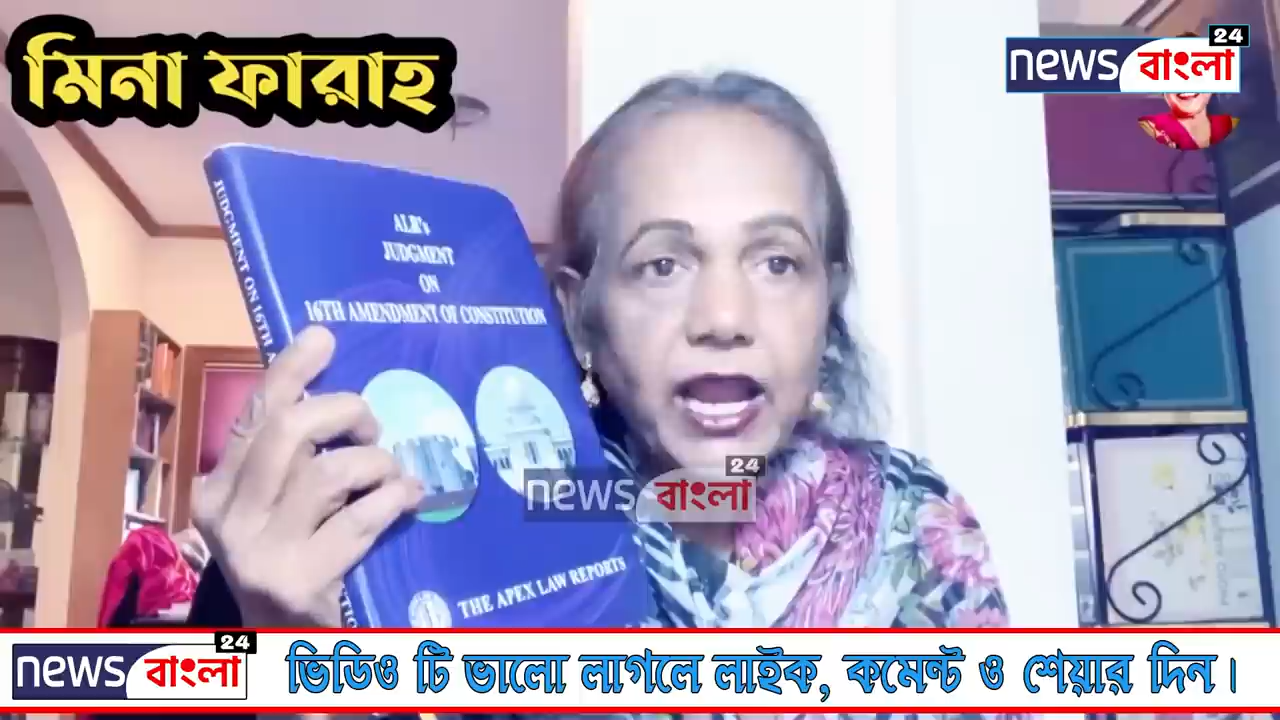 মিনা ফারাহ
news বাংলা 24
ALR's
JUDGMENT
ON
16TH AMENDMENT OF CONSTITUTION
JUDGMENT ON 16TH
THE APEX LAW REPORTS
news বাংলা 24
news বাংলা 24
ভিডিও টি ভালো লাগলে লাইক, কমেন্ট ও শেয়ার দিন।